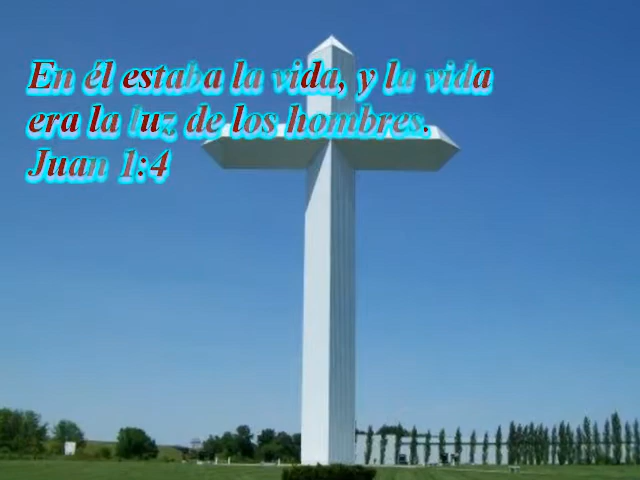 En él estaba la vida, y la vida
era la luz de los hombres.
Juan 1:4